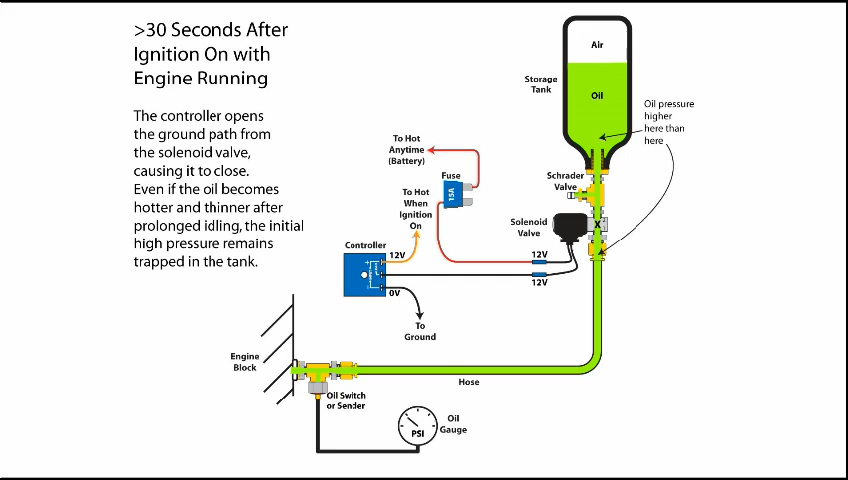 >30 Seconds After
Ignition On with
Engine Running
The controller opens
the ground path from
the solenoid valve,
causing it to close.
Even if the oil becomes
hotter and thinner after
prolonged idling, the initial
high pressure remains
trapped in the tank.
Air
Storage
Tank
Oil
Oil pressure
higher
here than
here
To Hot
Anytime
(Battery)
Fuse
15A
Schrader
Valve
To Hot
When
Ignition
On
Solenoid
Valve
X
Controller
12V
12V
12V
0V
To
Ground
Engine
Block
Hose
Oil Switch
or Sender
Oil
Gauge
PSI